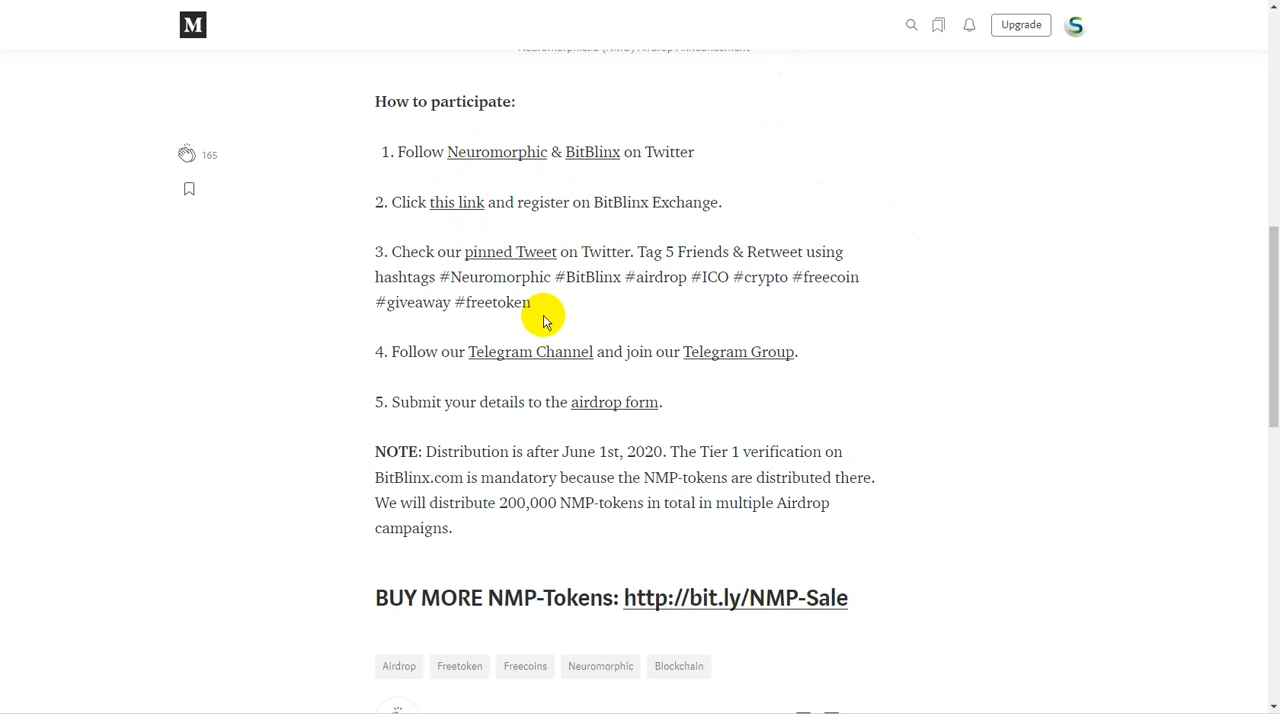 M
Upgrade
S
How to participate:
165
1. Follow Neuromorphic & BitBlinx on Twitter
2. Click this link and register on BitBlinx Exchange.
3. Check our pinned Tweet on Twitter. Tag 5 Friends & Retweet using
hashtags #Neuromorphic #BitBlinx #airdrop #ICO #crypto #freecoin
#giveaway #freetoken
4. Follow our Telegram Channel and join our Telegram Group.
5. Submit your details to the airdrop form.
NOTE: Distribution is after June 1st, 2020. The Tier 1 verification on
BitBlinx.com is mandatory because the NMP-tokens are distributed there.
We will distribute 200,000 NMP-tokens in total in multiple Airdrop
campaigns.
BUY MORE NMP-Tokens: http://bit.ly/NMP-Sale
Airdrop Freetoken Freecoins Neuromorphic Blockchain